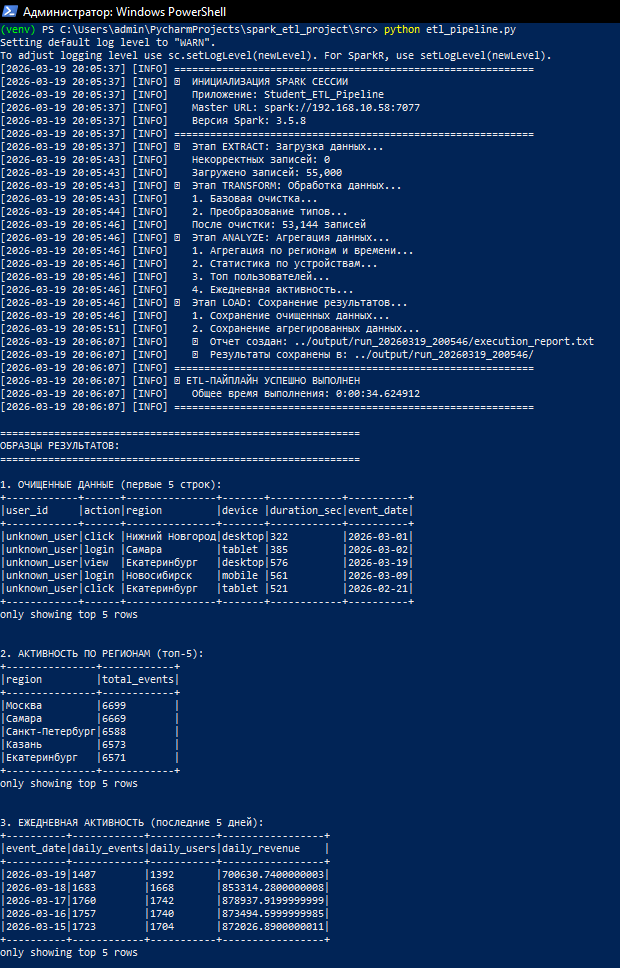 Администратор: Windows PowerShell
(venv) PS C:\Users\admin\PycharmProjects\spark_etl_project\src> python etl_pipeline.py
Setting default log level to "WARN".
To adjust logging level use sc.setLogLevel(newLevel). For SparkR, use setLogLevel(newLevel).
[2026-03-19 20:05:37] [INFO] ============================================================
[2026-03-19 20:05:37] [INFO] ИНИЦИАЛИЗАЦИЯ SPARK СЕССИИ
[2026-03-19 20:05:37] [INFO]    Приложение: Student_ETL_Pipeline
[2026-03-19 20:05:37] [INFO]    Master URL: spark://192.168.10.58:7077
[2026-03-19 20:05:37] [INFO]    Версия Spark: 3.5.8
[2026-03-19 20:05:37] [INFO] ============================================================
[2026-03-19 20:05:37] [INFO] Этап EXTRACT: Загрузка данных...
[2026-03-19 20:05:43] [INFO]    Некорректных записей: 0
[2026-03-19 20:05:43] [INFO]    Загружено записей: 55,000
[2026-03-19 20:05:43] [INFO] Этап TRANSFORM: Обработка данных...
[2026-03-19 20:05:43] [INFO]    1. Базовая очистка...
[2026-03-19 20:05:44] [INFO]    2. Преобразование типов...
[2026-03-19 20:05:46] [INFO]    После очистки: 53,144 записей
[2026-03-19 20:05:46] [INFO] Этап ANALYZE: Агрегация данных...
[2026-03-19 20:05:46] [INFO]    1. Агрегация по регионам и времени...
[2026-03-19 20:05:46] [INFO]    2. Статистика по устройствам...
[2026-03-19 20:05:46] [INFO]    3. Топ пользователей...
[2026-03-19 20:05:46] [INFO]    4. Ежедневная активность...
[2026-03-19 20:05:46] [INFO] Этап LOAD: Сохранение результатов...
[2026-03-19 20:05:46] [INFO]    1. Сохранение очищенных данных...
[2026-03-19 20:05:51] [INFO]    2. Сохранение агрегированных данных...
[2026-03-19 20:06:07] [INFO]    Отчет создан: ../output/run_20260319_200546/execution_report.txt
[2026-03-19 20:06:07] [INFO]    Результаты сохранены в: ../output/run_20260319_200546/
[2026-03-19 20:06:07] [INFO] ============================================================
[2026-03-19 20:06:07] [INFO] ETL-ПАЙПЛАЙН УСПЕШНО ВЫПОЛНЕН
[2026-03-19 20:06:07] [INFO]    Общее время выполнения: 0:00:34.624912
[2026-03-19 20:06:07] [INFO] ============================================================
============================================================
ОБРАЗЦЫ РЕЗУЛЬТАТОВ:
============================================================
1. ОЧИЩЕННЫЕ ДАННЫЕ (первые 5 строк):
+------------+------+---------------+-------+------------+----------+
|user_id     |action|region         |device |duration_sec|event_date|
+------------+------+---------------+-------+------------+----------+
|unknown_user|click |Нижний Новгород|desktop|322         |2026-03-01|
|unknown_user|login |Самара         |tablet |385         |2026-03-02|
|unknown_user|view  |Екатеринбург   |desktop|576         |2026-03-19|
|unknown_user|login |Новосибирск    |mobile |561         |2026-03-09|
|unknown_user|click |Екатеринбург   |tablet |521         |2026-02-21|
+------------+------+---------------+-------+------------+----------+
only showing top 5 rows
2. АКТИВНОСТЬ ПО РЕГИОНАМ (топ-5):
+---------------+------------+
|region         |total_events|
+---------------+------------+
|Москва         |6699        |
|Самара         |6669        |
|Санкт-Петербург|6588        |
|Казань         |6573        |
|Екатеринбург   |6571        |
+---------------+------------+
only showing top 5 rows
3. ЕЖЕДНЕВНАЯ АКТИВНОСТЬ (последние 5 дней):
+----------+------------+-----------+-----------------+
|event_date|daily_events|daily_users|daily_revenue    |
+----------+------------+-----------+-----------------+
|2026-03-19|1407        |1392       |700630.7400000003|
|2026-03-18|1683        |1668       |853314.2800000008|
|2026-03-17|1760        |1742       |878937.9199999999|
|2026-03-16|1757        |1740       |873494.5999999985|
|2026-03-15|1723        |1704       |872026.8900000011|
+----------+------------+-----------+-----------------+
only showing top 5 rows